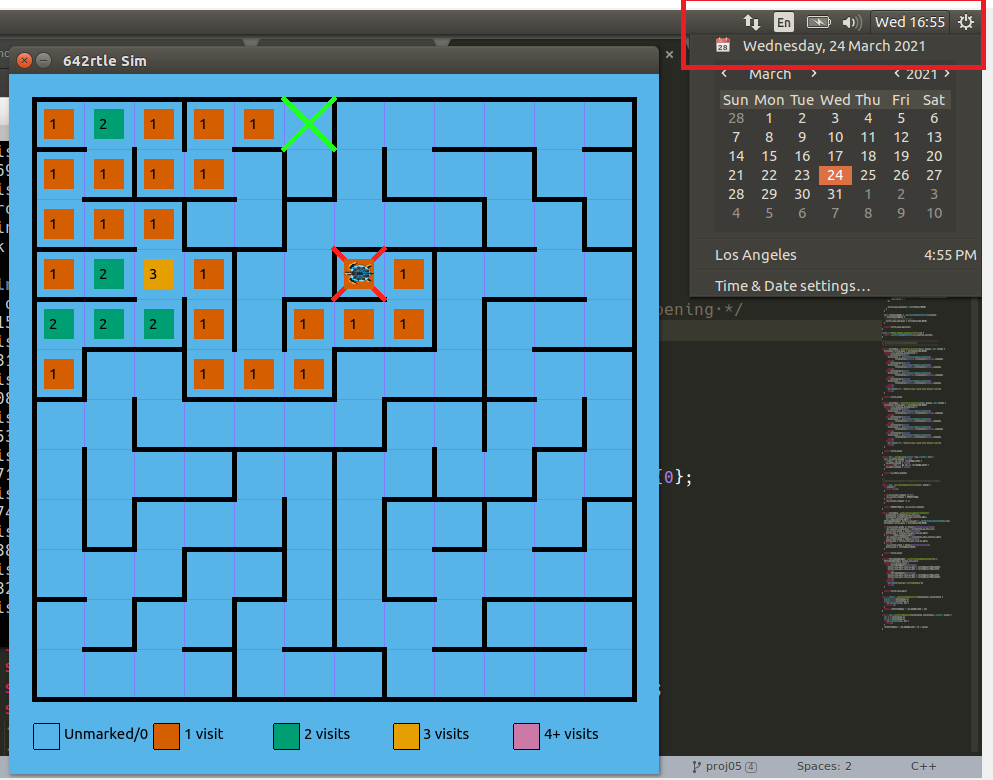 En
Wed 16:55
28
Wednesday, 24 March 2021
642rtle Sim
March
2021
Sun Mon Tue Wed Thu Fri Sat
28 1 2 3 4 5 6
7 8 9 10 11 12 13
14 15 16 17 18 19 20
21 22 23 24 25 26 27
28 29 30 31 1 2 3
4 5 6 7 8 9 10
Los Angeles 4:55 PM
Time & Date settings...
1 2 1 1 1
1 1 1 1
1 1 1
1 2 3 1 1
2 2 2 1 1 1 1
1 1 1 1
pening·*/
0};
Unmarked/0 1 visit 2 visits 3 visits 4+ visits
proj05 4 Spaces: 2 C++